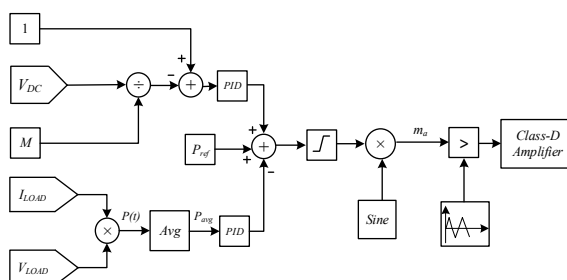 1
V_DC
÷
+
−
+
PID
M
P_ref
+
+
+
−
×
m_a
>
Class-D
Amplifier
I_LOAD
V_LOAD
×
P(t)
Avg
P_avg
PID
Sine